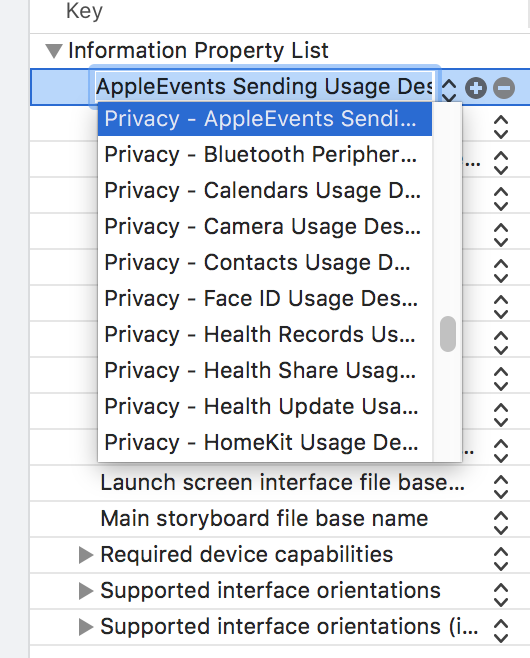 Key
Information Property List
AppleEvents Sending Usage Des
Privacy - AppleEvents Sendi...
Privacy - Bluetooth Peripher...
Privacy - Calendars Usage D...
Privacy - Camera Usage Des...
Privacy - Contacts Usage D...
Privacy - Face ID Usage Des...
Privacy - Health Records Us...
Privacy - Health Share Usag...
Privacy - Health Update Usa...
Privacy - HomeKit Usage De...
Launch screen interface file base...
Main storyboard file base name
Required device capabilities
Supported interface orientations
Supported interface orientations (i...